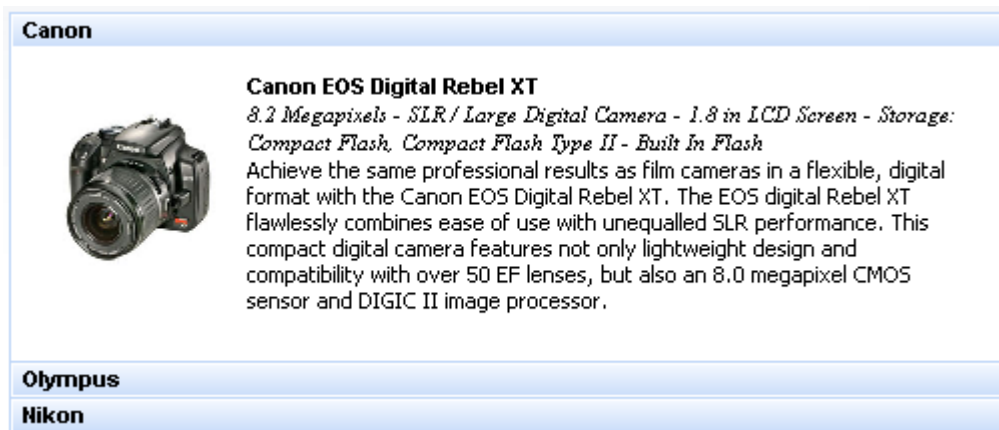 Canon
Canon EOS Digital Rebel XT
8.2 Megapixels - SLR / Large Digital Camera - 1.8 in LCD Screen - Storage:
Compact Flash, Compact Flash Type II - Built In Flash
Achieve the same professional results as film cameras in a flexible, digital
format with the Canon EOS Digital Rebel XT. The EOS digital Rebel XT
flawlessly combines ease of use with unequalled SLR performance. This
compact digital camera features not only lightweight design and
compatibility with over 50 EF lenses, but also an 8.0 megapixel CMOS
sensor and DIGIC II image processor.
Olympus
Nikon